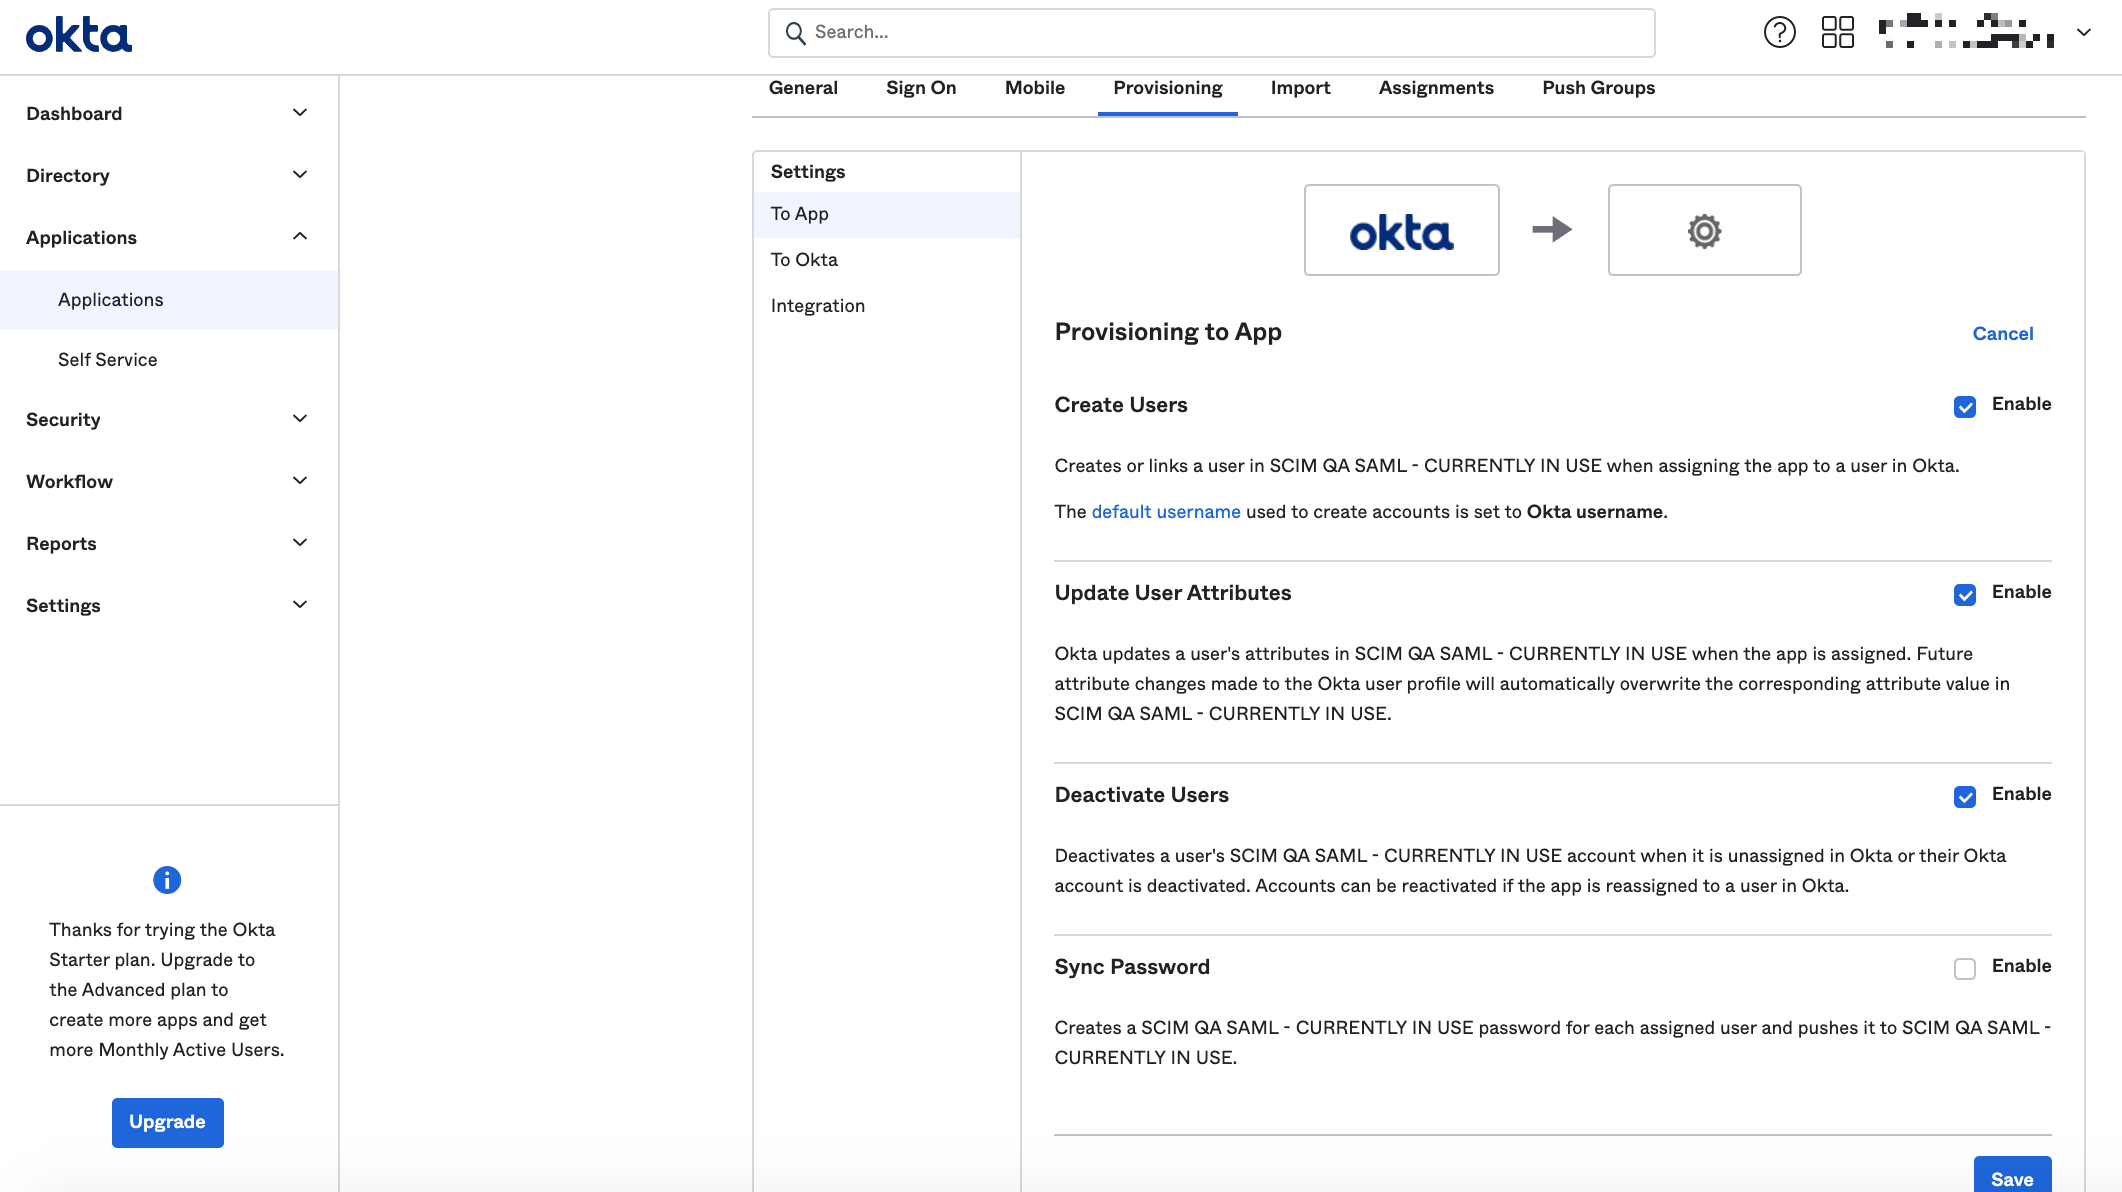 okta
Search...
General Sign On Mobile Provisioning Import Assignments Push Groups
Dashboard
Directory
Applications
Applications
Self Service
Security
Workflow
Reports
Settings
Thanks for trying the Okta
Starter plan. Upgrade to
the Advanced plan to
create more apps and get
more Monthly Active Users.
Upgrade
Settings
To App
To Okta
Integration
okta
Provisioning to App
Cancel
Create Users
Enable
Creates or links a user in SCIM QA SAML - CURRENTLY IN USE when assigning the app to a user in Okta.
The default username used to create accounts is set to Okta username.
Update User Attributes
Enable
Okta updates a user's attributes in SCIM QA SAML - CURRENTLY IN USE when the app is assigned. Future
attribute changes made to the Okta user profile will automatically overwrite the corresponding attribute value in
SCIM QA SAML - CURRENTLY IN USE.
Deactivate Users
Enable
Deactivates a user's SCIM QA SAML - CURRENTLY IN USE account when it is unassigned in Okta or their Okta
account is deactivated. Accounts can be reactivated if the app is reassigned to a user in Okta.
Sync Password
Enable
Creates a SCIM QA SAML - CURRENTLY IN USE password for each assigned user and pushes it to SCIM QA SAML -
CURRENTLY IN USE.
Save